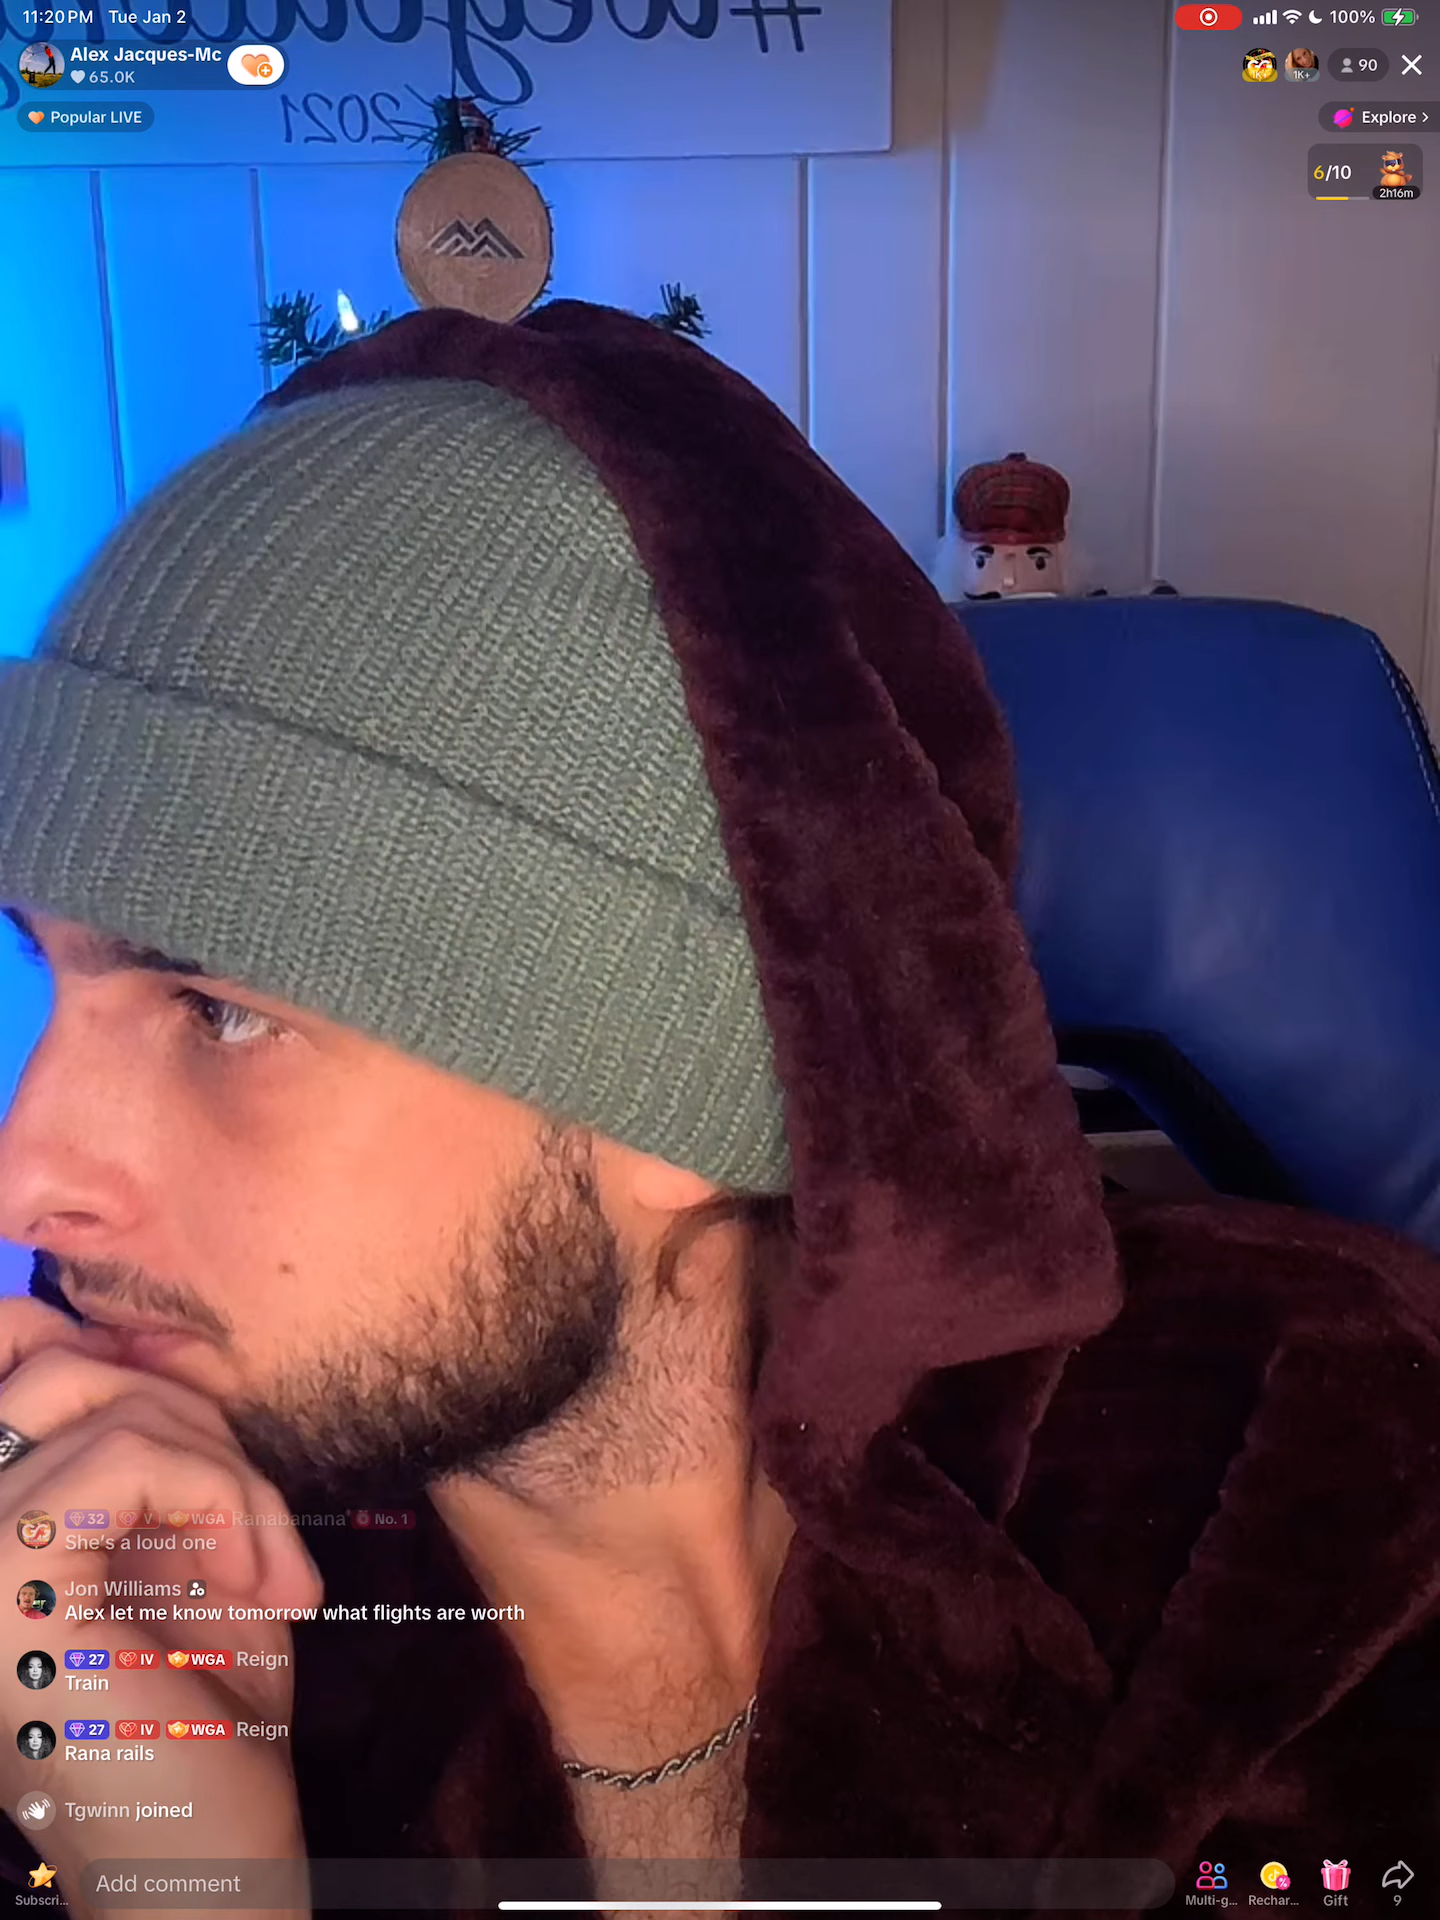 11:20 PM Tue Jan 2
100%
Alex Jacques-Mc
65.0K
1K+
1K+
90
Popular LIVE
Explore >
2021
6/10
2h16m
32 V WGA Ranabanana No. 1
She's a loud one
Jon Williams
Alex let me know tomorrow what flights are worth
27 IV WGA Reign
Train
27 IV WGA Reign
Rana rails
Tgwinn joined
Subscri...
Add comment
Multi-g...
Rechar...
Gift
9